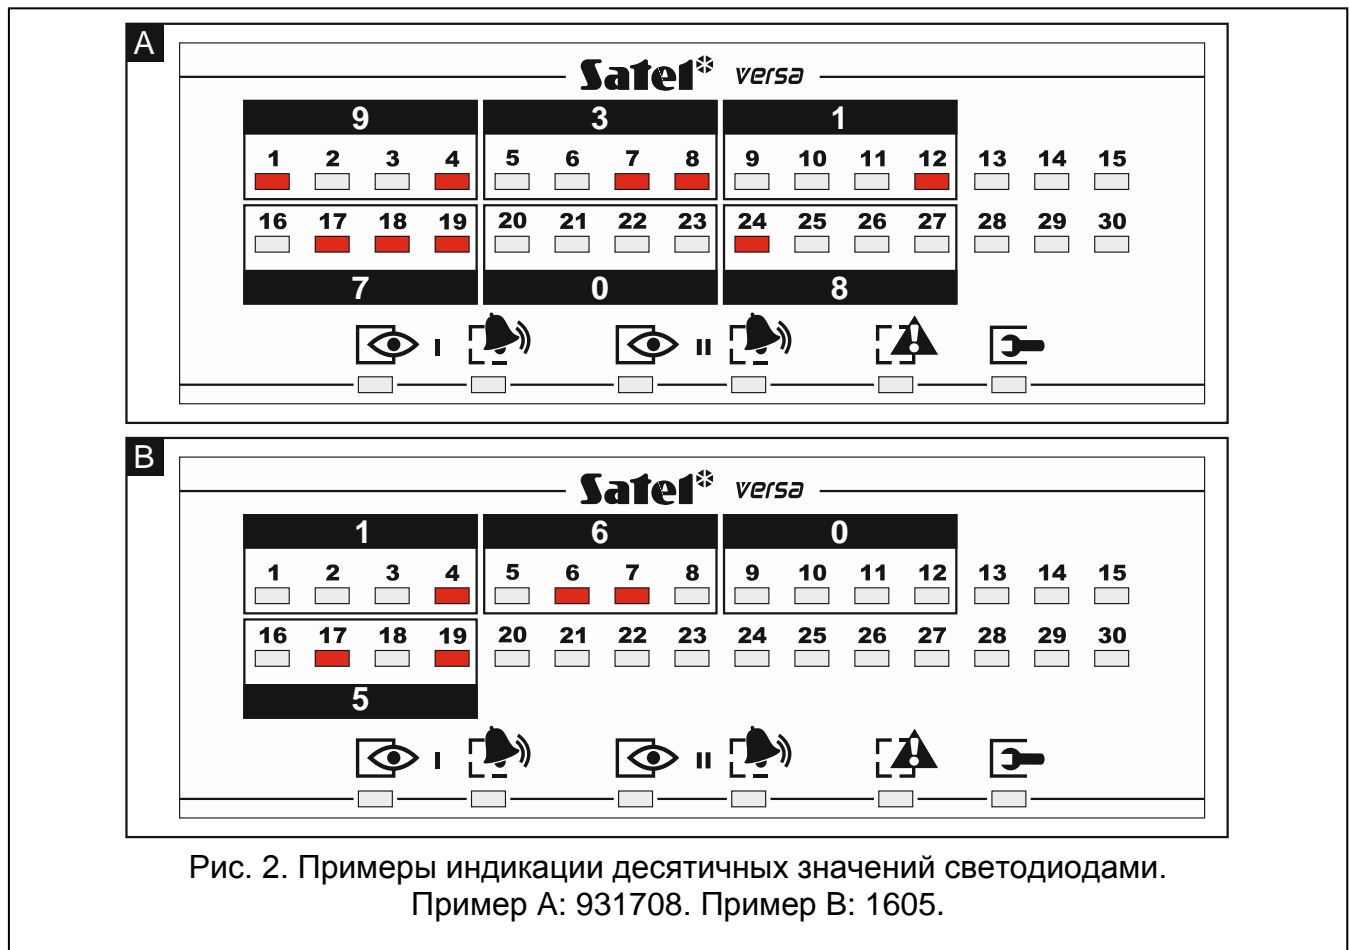 A
Satel versa
9 3 1
1 2 3 4 5 6 7 8 9 10 11 12 13 14 15
16 17 18 19 20 21 22 23 24 25 26 27 28 29 30
7 0 8
I II
B
Satel versa
1 6 0
1 2 3 4 5 6 7 8 9 10 11 12 13 14 15
16 17 18 19 20 21 22 23 24 25 26 27 28 29 30
5
I II
Рис. 2. Примеры индикации десятичных значений светодиодами.
Пример A: 931708. Пример B: 1605.